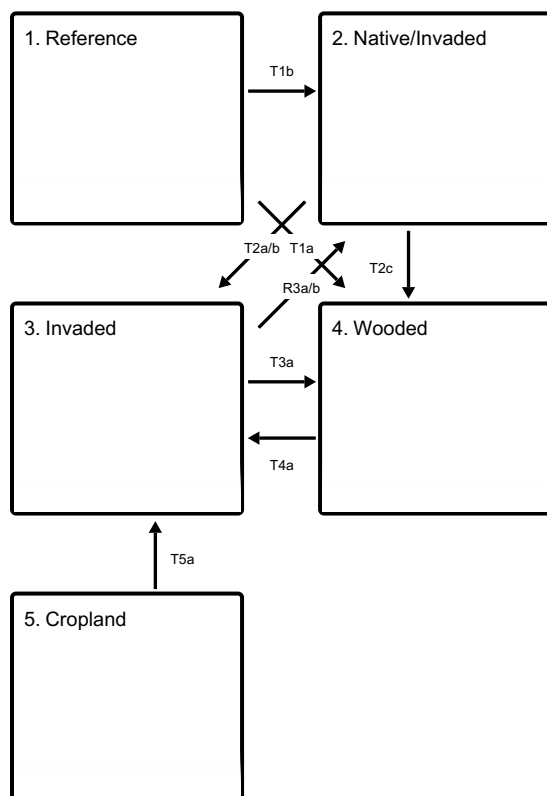 1. Reference
2. Native/Invaded
T1b
T2a/b
T1a
T2c
R3a/b
3. Invaded
4. Wooded
T3a
T4a
T5a
5. Cropland